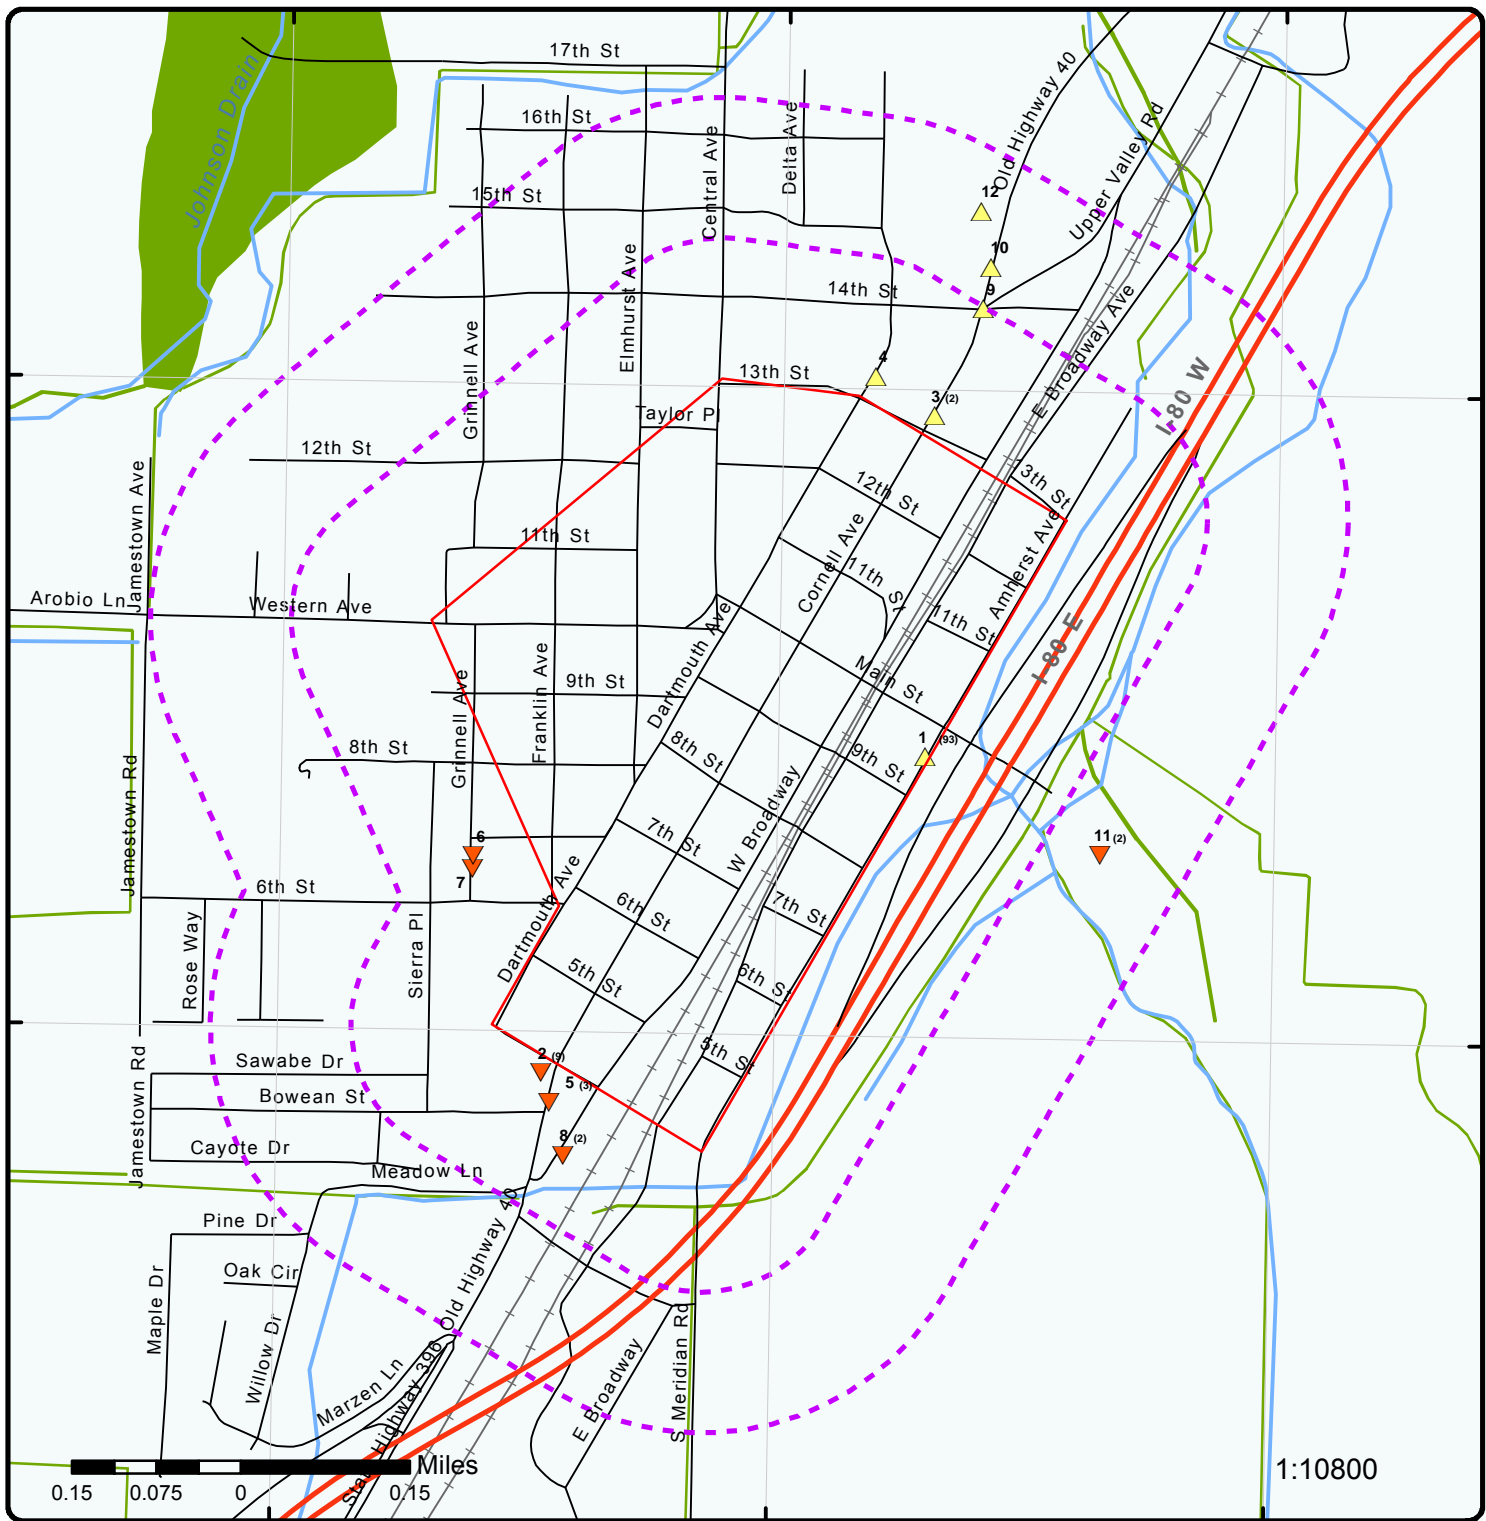 17th St
Old Highway 40
Johnson Drain
16th St
Delta Ave
Central Ave
Upper Valley Rd
15th St
12
10
9
Elmhurst Ave
14th St
E Broadway Ave
Grinnell Ave
4
13th St
3 (2)
I-80 W
Taylor Pl
12th St
Jamestown Ave
3th St
12th St
11th St
Cornell Ave
11th St
Amherst Ave
Arobio Ln
Western Ave
Dartmouth Ave
11th St
I-80 E
Main St
9th St
Franklin Ave
Grinnell Ave
8th St
8th St
1 (93)
9th St
Jamestown Rd
W Broadway
7th St
6
11 (2)
7
6th St
Dartmouth Ave
6th St
7th St
Rose Way
Sierra Pl
5th St
6th St
Sawabe Dr
2 (9)
5th St
Jamestown Rd
Bowean St
5 (3)
Cayote Dr
8 (2)
Meadow Ln
Pine Dr
Old Highway 40
Oak Cir
Maple Dr
Willow Dr
Marzen Ln
State Highway 396
E Broadway
S Meridian Rd
Miles
0.15 0.075 0 0.15
1:10800